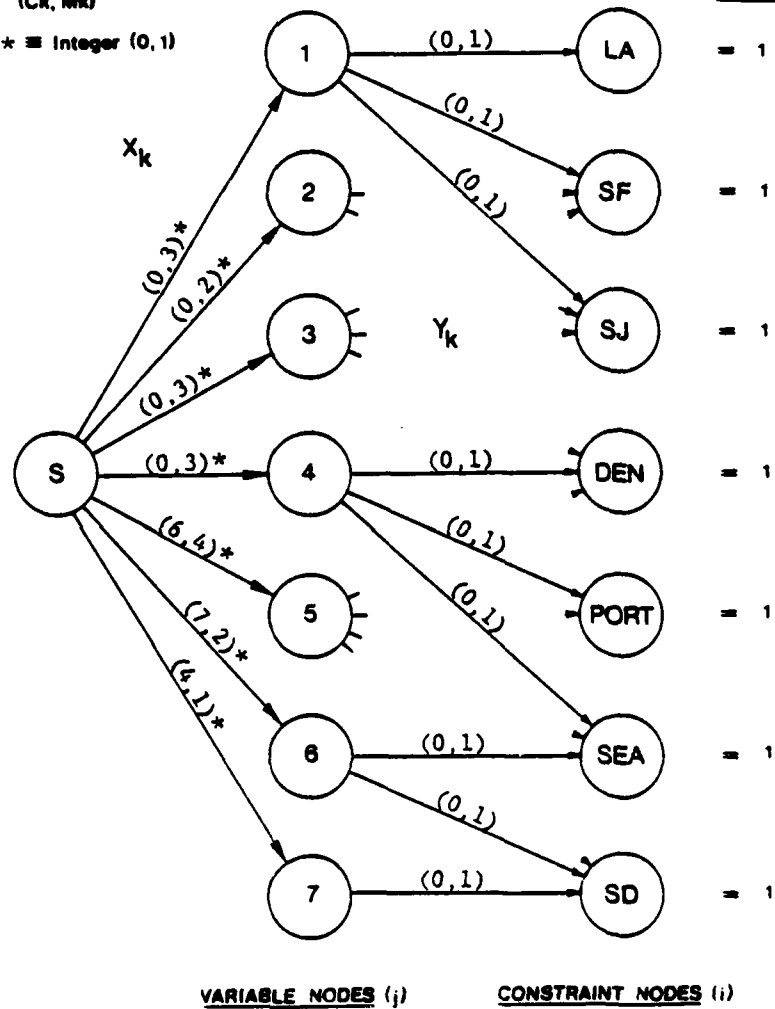 (Ck, Mk)
* ≡ Integer (0,1)
1 (0,1) LA = 1
(0,1)
X_k
(0,1)
2 SF = 1
(0,3)*
(0,2)*
3 Y_k SJ = 1
(0,3)*
S (0,3)* 4 (0,1) DEN = 1
(0,1)
(6,4)*
(0,1)
5 PORT = 1
(7,2)*
(4,1)*
6 (0,1) SEA = 1
(0,1)
7 (0,1) SD = 1
VARIABLE NODES (j) CONSTRAINT NODES (i)